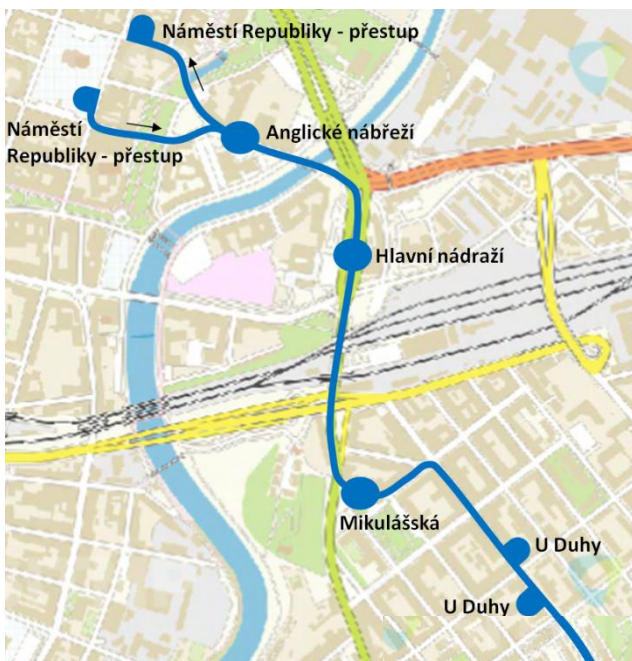 Náměstí Republiky - přestup
Náměstí
Republiky - přestup
Anglické nábřeží
Hlavní nádraží
Mikulášská
U Duhy
U Duhy